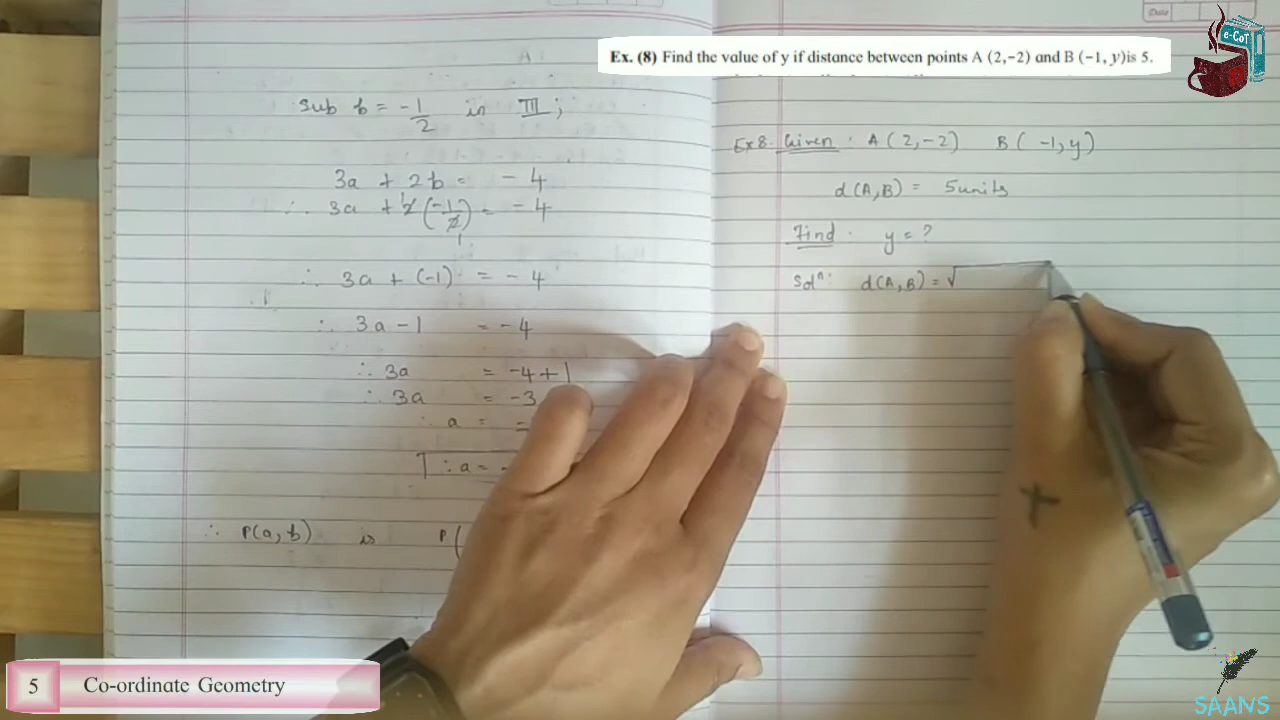 Sub b = -1/2 in III;
3a + 2b = -4
∴ 3a + 2(-1/2) = -4
∴ 3a + (-1) = -4
∴ 3a - 1 = -4
∴ 3a = -4 + 1
∴ 3a = -3
∴ a =
∴ a =
∴ P(a, b) is P(
Date
Ex. (8) Find the value of y if distance between points A (2,−2) and B (−1, y)is 5.
Ex 8. Given: A (2, -2) B (-1, y)
d(A, B) = 5units
Find: y = ?
Solⁿ: d(A, B) = √
e-CoT
5 Co-ordinate Geometry
SAANS